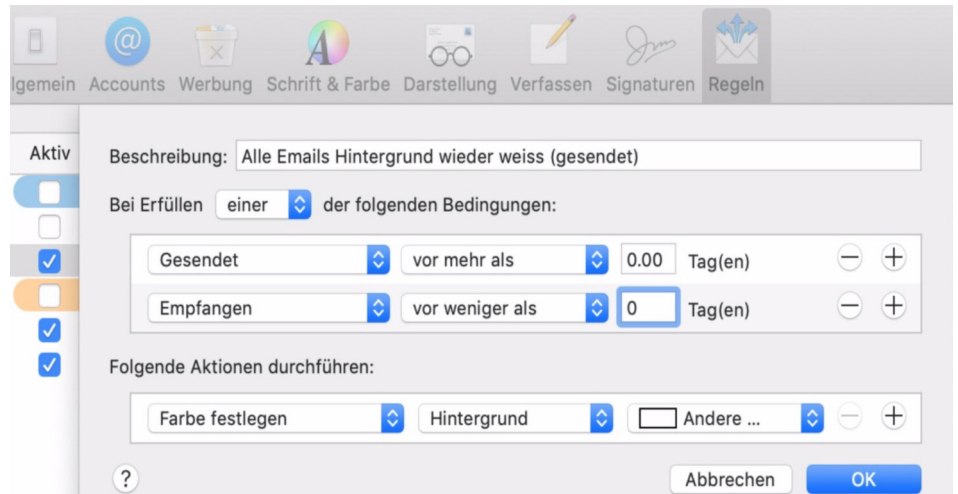 lgemein Accounts Werbung Schrift & Farbe Darstellung Verfassen Signaturen Regeln
Aktiv
Beschreibung: Alle Emails Hintergrund wieder weiss (gesendet)
Bei Erfüllen einer der folgenden Bedingungen:
Gesendet vor mehr als 0.00 Tag(en)
Empfangen vor weniger als 0 Tag(en)
Folgende Aktionen durchführen:
Farbe festlegen Hintergrund Andere ...
? Abbrechen OK